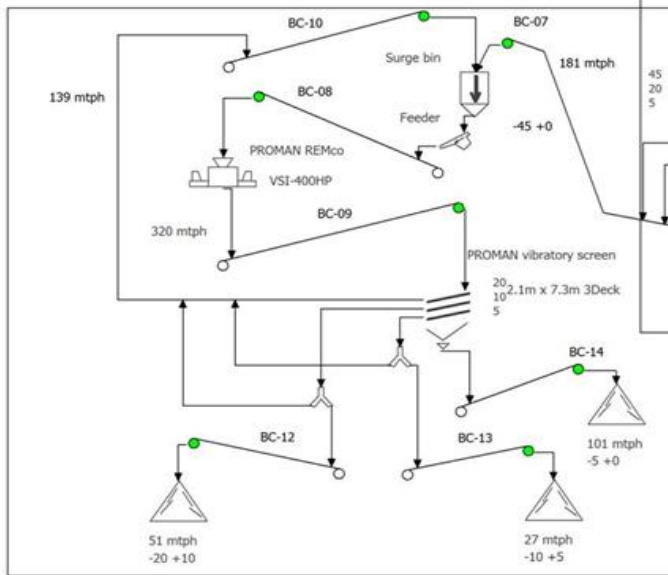 BC-10
BC-07
Surge bin
181 mtph
45
20
5
139 mtph
BC-08
Feeder
-45 +0
PROMAN REMco
VSI-400HP
BC-09
320 mtph
PROMAN vibratory screen
20
10
5
2.1m x 7.3m 3Deck
BC-14
101 mtph
-5 +0
BC-12
BC-13
51 mtph
-20 +10
27 mtph
-10 +5